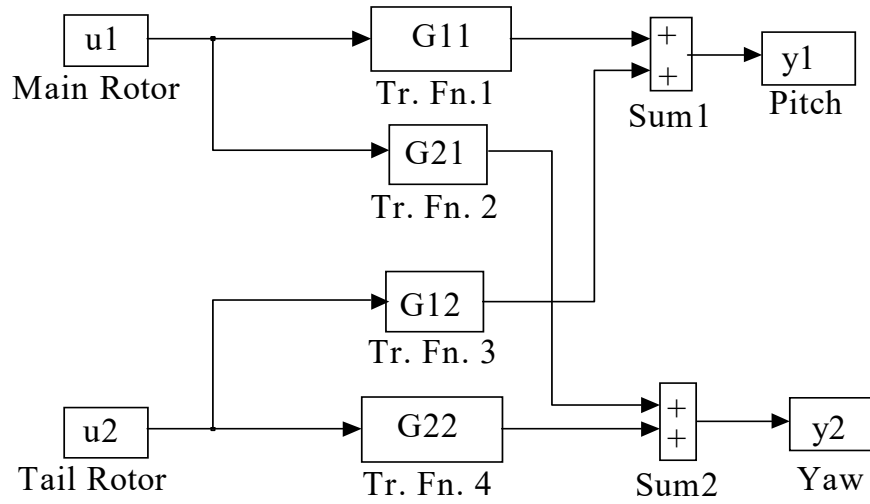 u1
Main Rotor
G11
Tr. Fn.1
+
+
Sum1
y1
Pitch
G21
Tr. Fn. 2
G12
Tr. Fn. 3
u2
Tail Rotor
G22
Tr. Fn. 4
+
+
Sum2
y2
Yaw